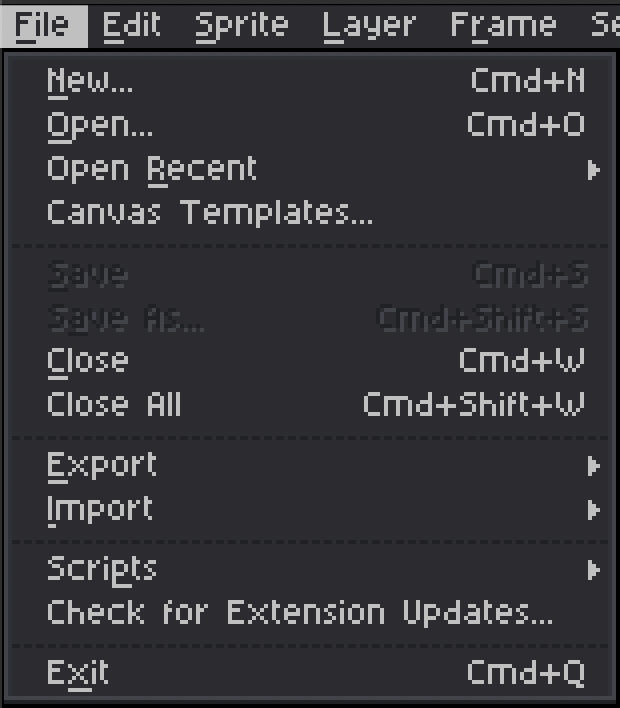 File Edit Sprite Layer Frame Se
New... Cmd+N
Open... Cmd+O
Open Recent
Canvas Templates...
Save Cmd+S
Save As... Cmd+Shift+S
Close Cmd+W
Close All Cmd+Shift+W
Export
Import
Scripts
Check for Extension Updates...
Exit Cmd+Q